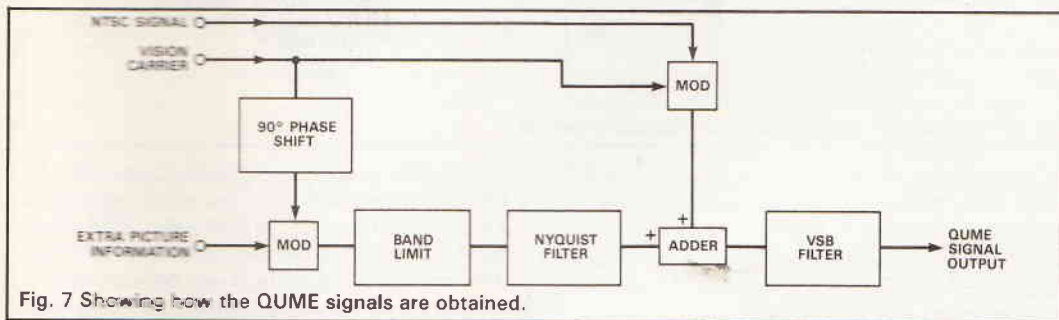 NTSC SIGNAL
VISION
CARRIER
MOD
90° PHASE
SHIFT
EXTRA PICTURE
INFORMATION
MOD
BAND
LIMIT
NYQUIST
FILTER
+
+
ADDER
VSB
FILTER
QUME
SIGNAL
OUTPUT
Fig. 7 Showing how the QUME signals are obtained.